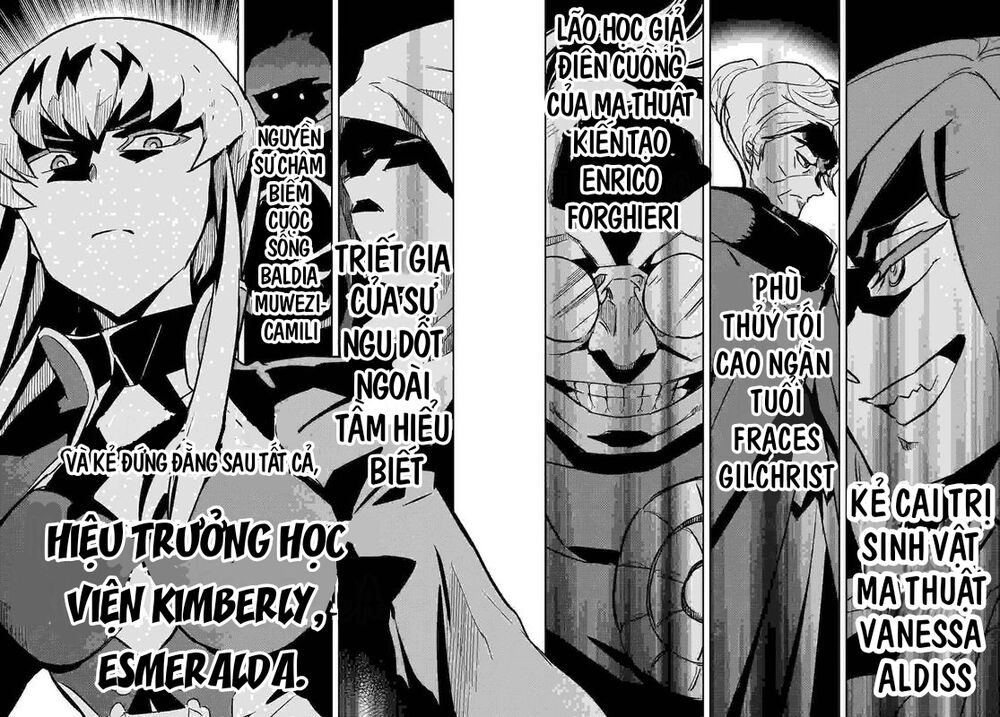 KẺ CAI TRỊ
SINH VẬT
MA THUẬT
VANESSA
ALDISS
PHÙ
THỦY TỐI
CAO NGÀN
TUỔI
FRACES
GILCHRIST
LÃO HỌC GIẢ
ĐIÊN CUỒNG
CỦA MA THUẬT
KIẾN TẠO
ENRICO
FORGHIERI
TRIẾT GIA
CỦA SỰ
NGU DỐT
NGOÀI
TẦM HIỂU
BIẾT
NGUYỀN
SƯ CHÂM
BIẾM
CUỘC
SỐNG
BALDIA
MUWEZI-
CAMILI
VÀ KẺ ĐỨNG ĐẰNG SAU TẤT CẢ,
HIỆU TRƯỞNG HỌC
VIỆN KIMBERLY,
ESMERALDA.